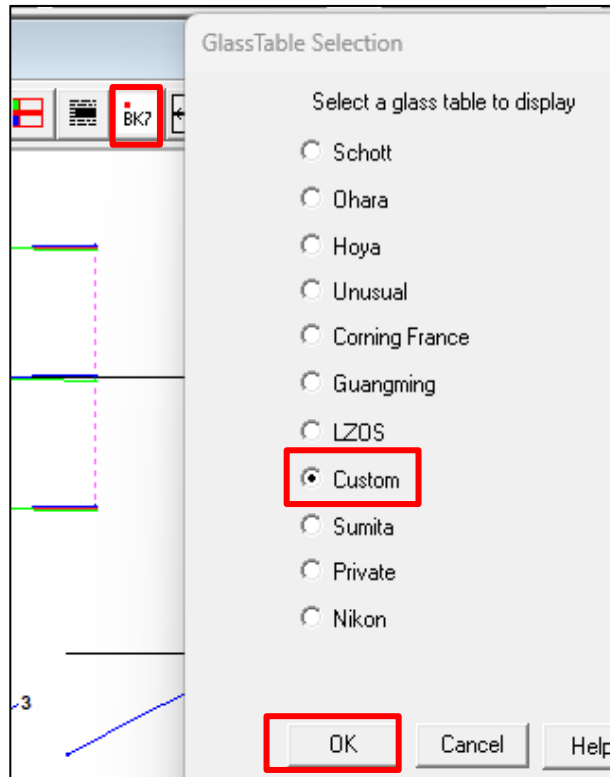 GlassTable Selection
BK7
Select a glass table to display
Schott
Ohara
Hoya
Unusual
Corning France
Guangming
LZOS
Custom
Sumita
Private
Nikon
3
OK Cancel Help